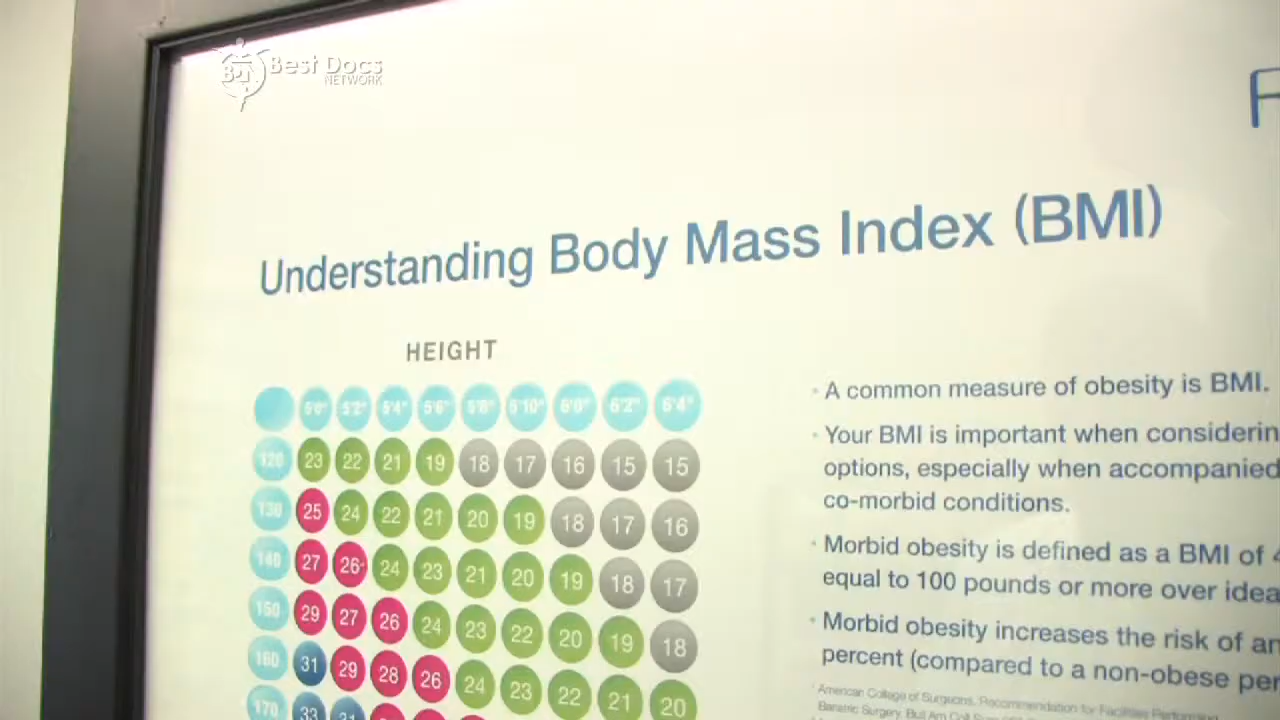 Best Docs
NETWORK
Understanding Body Mass Index (BMI)
HEIGHT
5'0" 5'2" 5'4" 5'6" 5'8" 5'10" 6'0" 6'2" 6'4"
120 23 22 21 19 18 17 16 15 15
130 25 24 22 21 20 19 18 17 16
140 27 26 24 23 21 20 19 18 17
150 29 27 26 24 23 22 20 19 18
160 31 29 28 26 24 23 22 21 20
170 33 31
• A common measure of obesity is BMI.
• Your BMI is important when
options, especially when accompanied
co-morbid conditions.
• Morbid obesity is defined as a BMI of
equal to 100 pounds or more over
• Morbid obesity increases the risk of
percent (compared to a non-obese
American College of Surgeons, Recommendation for Facilities Performing
Bariatric Surgery.